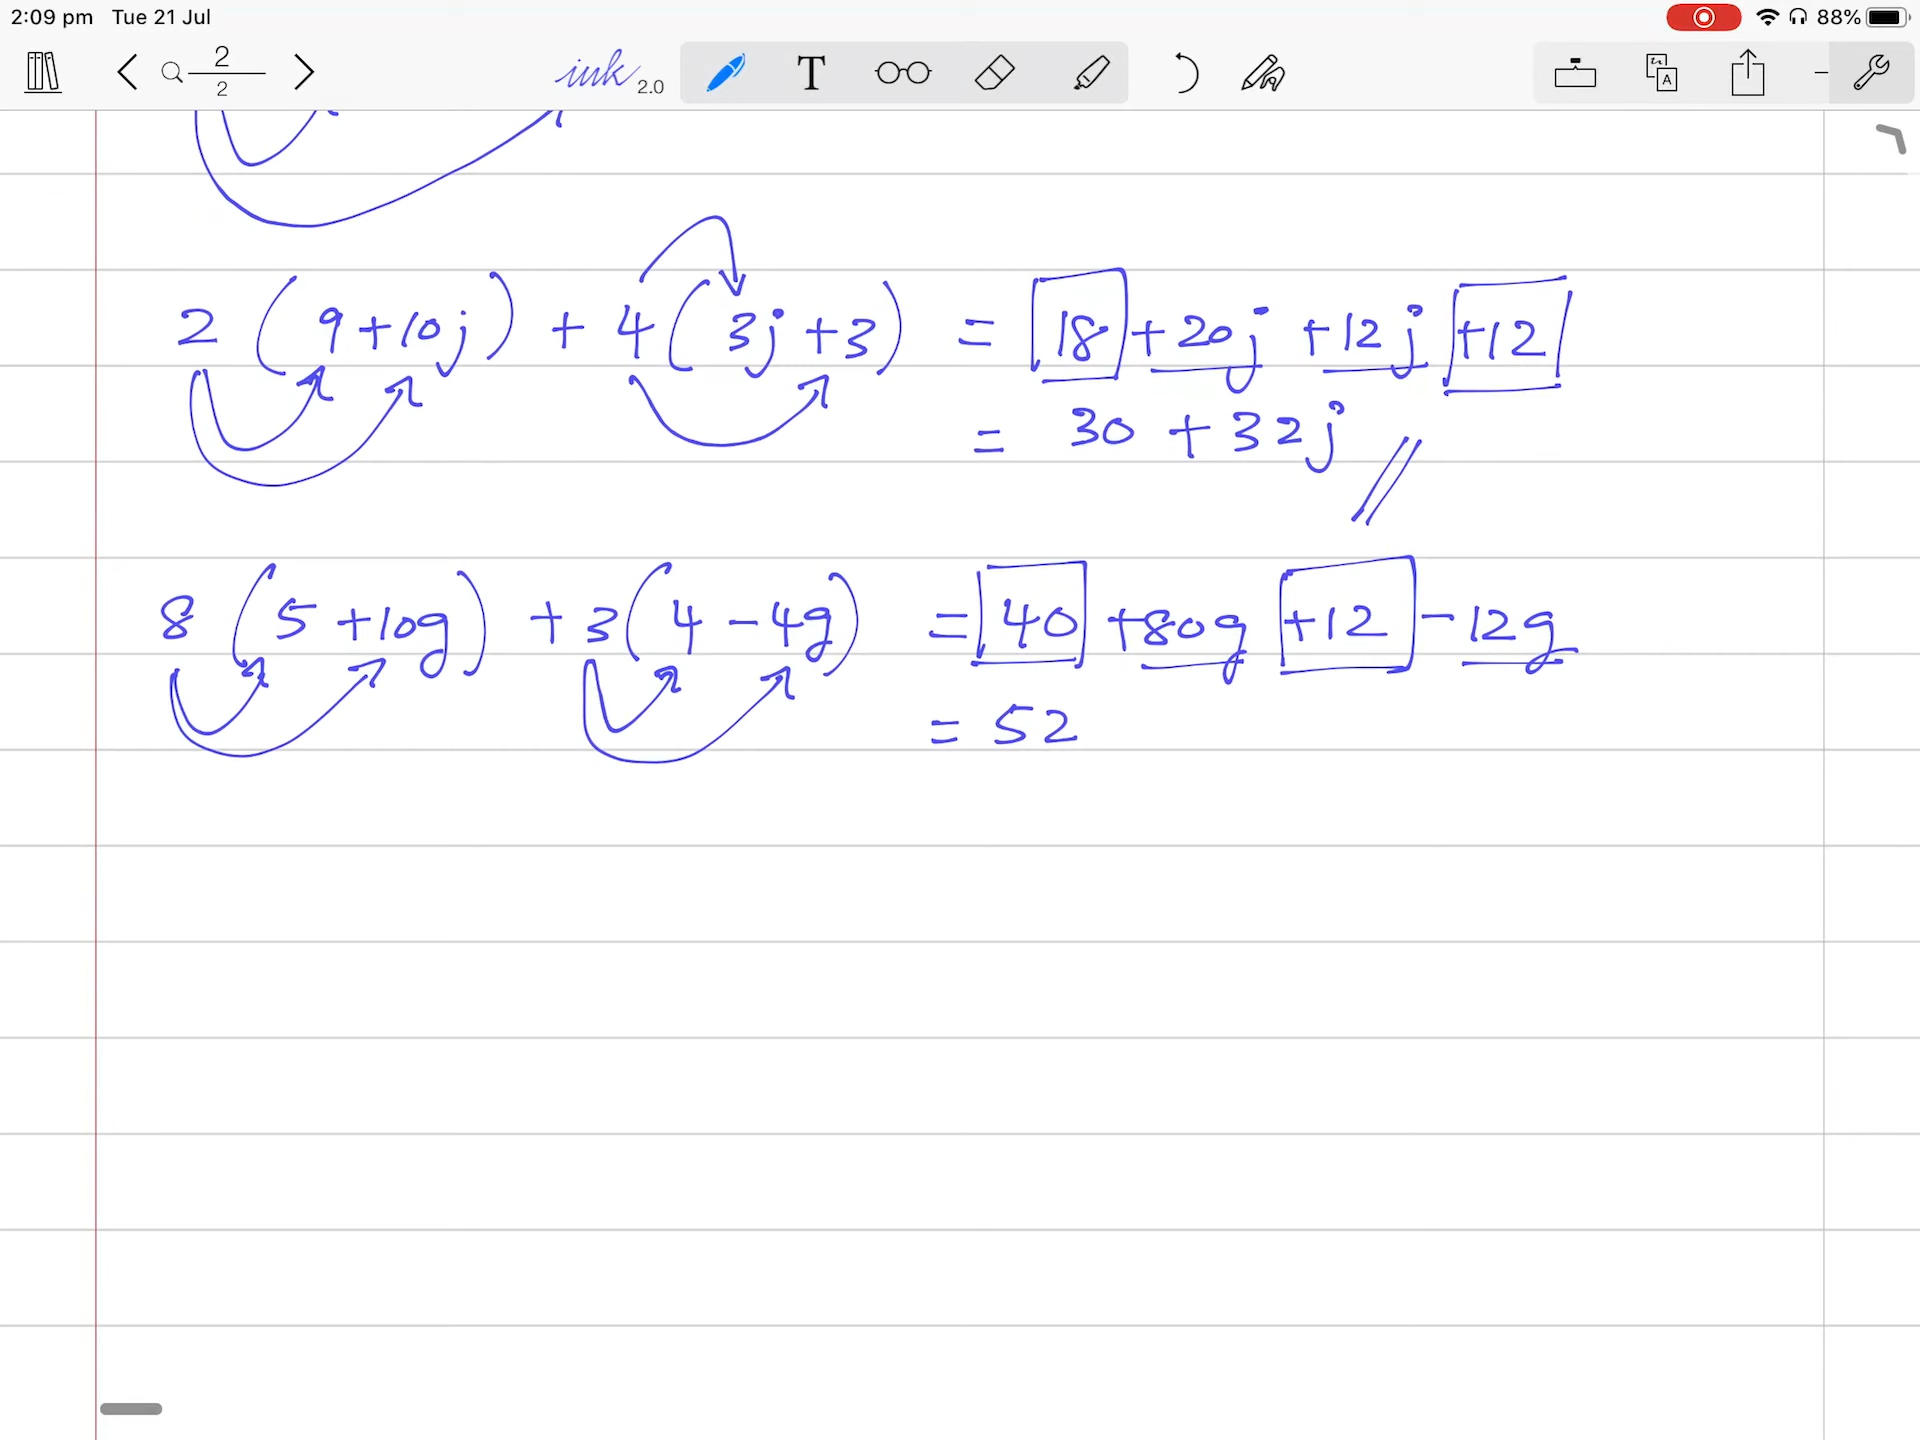 2:09 pm Tue 21 Jul 88%
2
2
ink 2.0 T A
2 (9+10j) + 4(3j+3) = 18 +20j +12j +12
= 30 + 32j
8 (5+10g) +3(4-4g) = 40 +80g +12 -12g
= 52